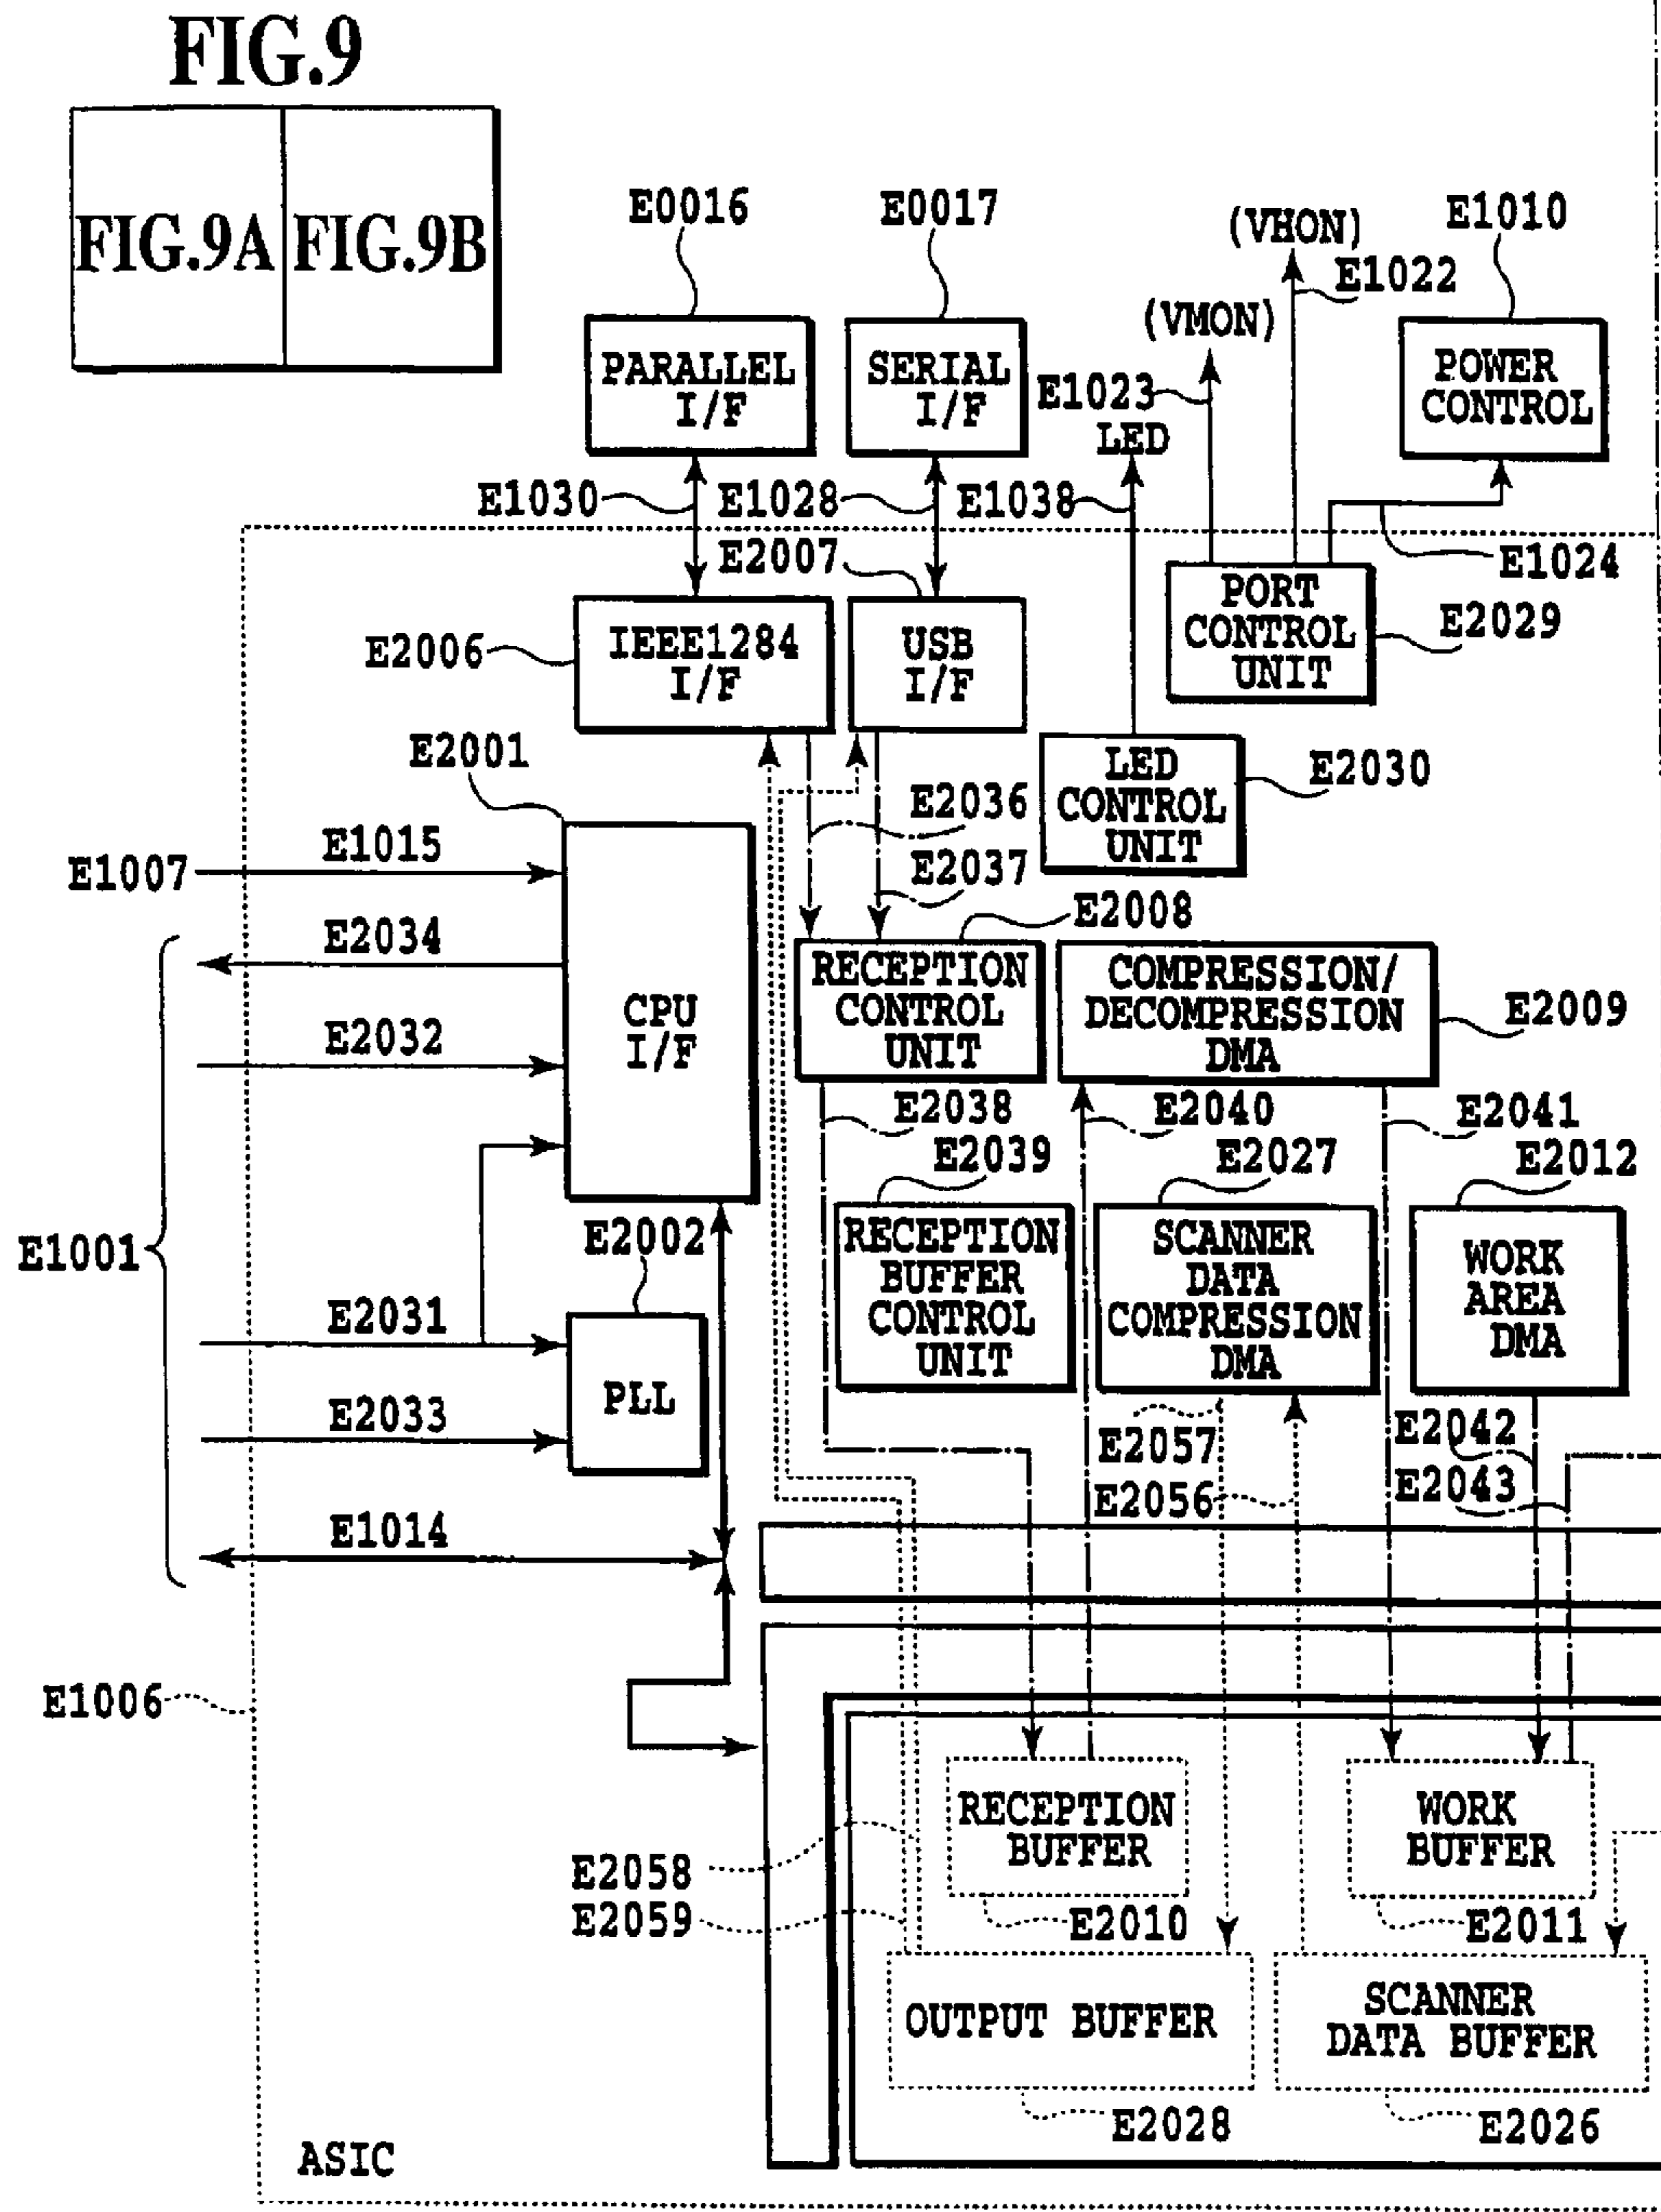 FIG.9
FIG.9A
FIG.9B
E0016
E0017
(VHON)
E1010
E1022
(VMON)
PARALLEL
I/F
SERIAL
I/F
E1023
LED
POWER
CONTROL
E1030
E1028
E1038
E2007
E1024
E2006
IEEE1284
I/F
USB
I/F
PORT
CONTROL
UNIT
E2029
E2001
LED
CONTROL
UNIT
E2030
E2036
E1007
E1015
E2037
E2008
E2034
RECEPTION
CONTROL
UNIT
COMPRESSION/
DECOMPRESSION
DMA
E2009
CPU
I/F
E2032
E2038
E2040
E2041
E2039
E2027
E2012
E1001
E2002
RECEPTION
BUFFER
CONTROL
UNIT
SCANNER
DATA
COMPRESSION
DMA
WORK
AREA
DMA
E2031
PLL
E2033
E2057
E2042
E2056
E2043
E1014
E1006
RECEPTION
BUFFER
WORK
BUFFER
E2058
E2059
E2010
E2011
OUTPUT BUFFER
SCANNER
DATA BUFFER
E2028
E2026
ASIC